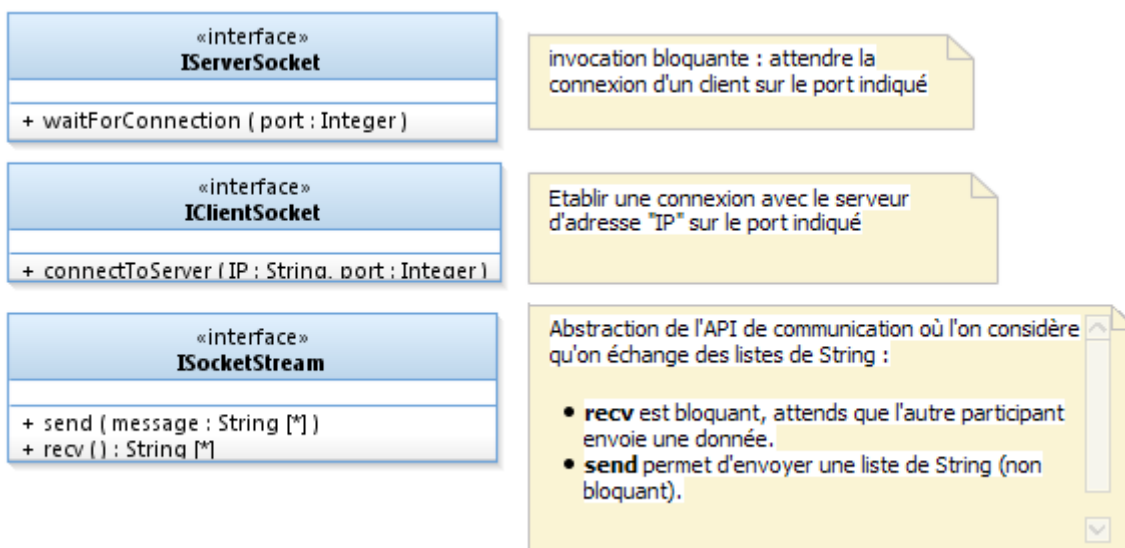 «interface»
IServerSocket
+ waitForConnection ( port : Integer )
invocation bloquante : attendre la
connexion d'un client sur le port indiqué
«interface»
IClientSocket
+ connectToServer ( IP : String, port : Integer )
Etablir une connexion avec le serveur
d'adresse "IP" sur le port indiqué
«interface»
ISocketStream
+ send ( message : String [*] )
+ recv ( ) : String [*]
Abstraction de l'API de communication où l'on considère
qu'on échange des listes de String :
● recv est bloquant, attends que l'autre participant
envoie une donnée.
● send permet d'envoyer une liste de String (non
bloquant).